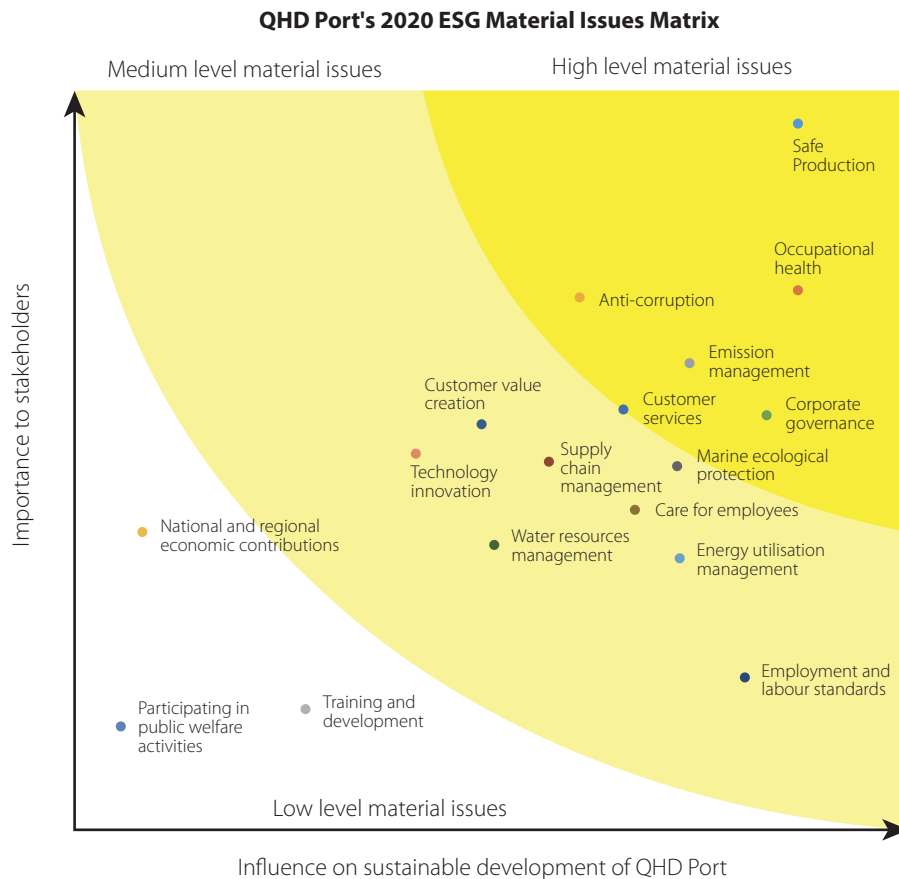 QHD Port's 2020 ESG Material Issues Matrix
Medium level material issues
High level material issues
Safe
Production
Occupational
health
Anti-corruption
Emission
management
Customer value
creation
Customer
services
Corporate
governance
Technology
innovation
Supply
chain
management
Marine ecological
protection
Care for employees
National and regional
economic contributions
Water resources
management
Energy utilisation
management
Employment and
labour standards
Participating in
public welfare
activities
Training and
development
Low level material issues
Importance to stakeholders
Influence on sustainable development of QHD Port